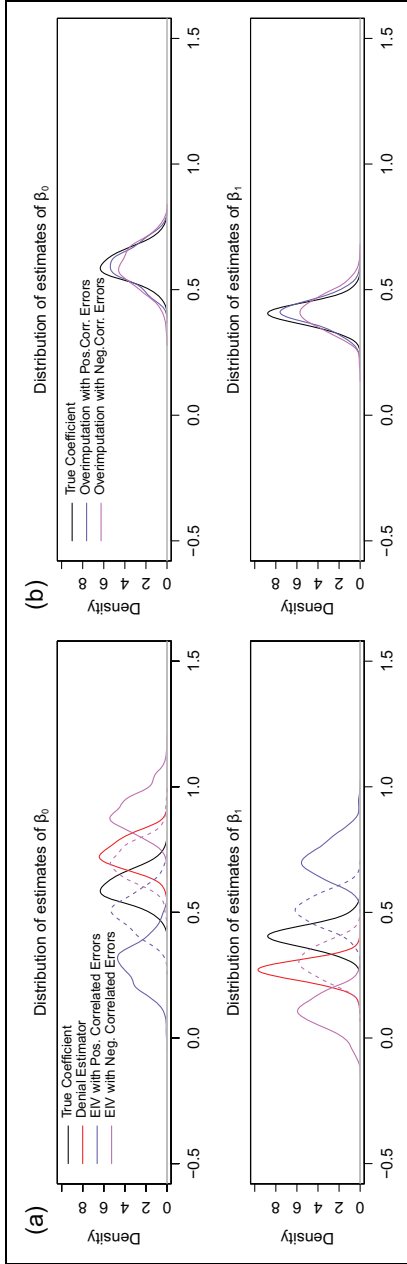 (a)
Distribution of estimates of β0
True Coefficient
Denial Estimator
EIV with Pos. Correlated Errors
EIV with Neg. Correlated Errors
Density
0 2 4 6 8
−0.5 0.0 0.5 1.0 1.5
Distribution of estimates of β1
Density
0 2 4 6 8
−0.5 0.0 0.5 1.0 1.5
(b)
Distribution of estimates of β0
True Coefficient
Overimputation with Pos.Corr. Errors
Overimputation with Neg.Corr. Errors
Density
0 2 4 6 8
−0.5 0.0 0.5 1.0 1.5
Distribution of estimates of β1
Density
0 2 4 6 8
−0.5 0.0 0.5 1.0 1.5